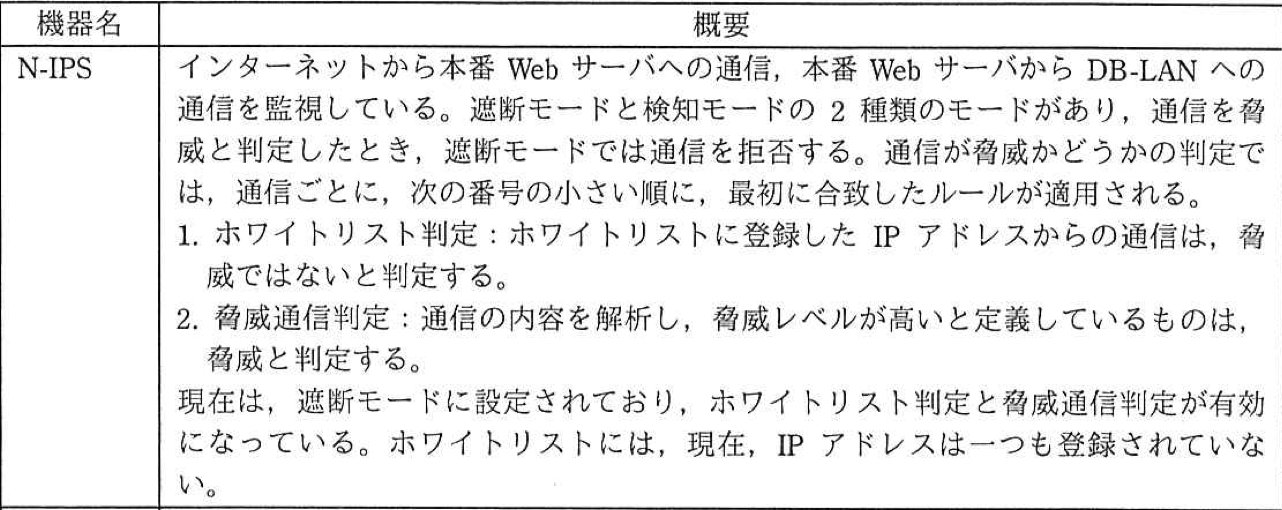 機器名 概要
N-IPS インターネットから本番 Web サーバへの通信，本番 Web サーバから DB-LAN への
通信を監視している。遮断モードと検知モードの 2 種類のモードがあり，通信を脅
威と判定したとき，遮断モードでは通信を拒否する。通信が脅威かどうかの判定で
は，通信ごとに，次の番号の小さい順に，最初に合致したルールが適用される。
1. ホワイトリスト判定：ホワイトリストに登録した IP アドレスからの通信は，脅
威ではないと判定する。
2. 脅威通信判定：通信の内容を解析し，脅威レベルが高いと定義しているものは，
脅威と判定する。
現在は，遮断モードに設定されており，ホワイトリスト判定と脅威通信判定が有効
になっている。ホワイトリストには，現在，IP アドレスは一つも登録されていな
い。